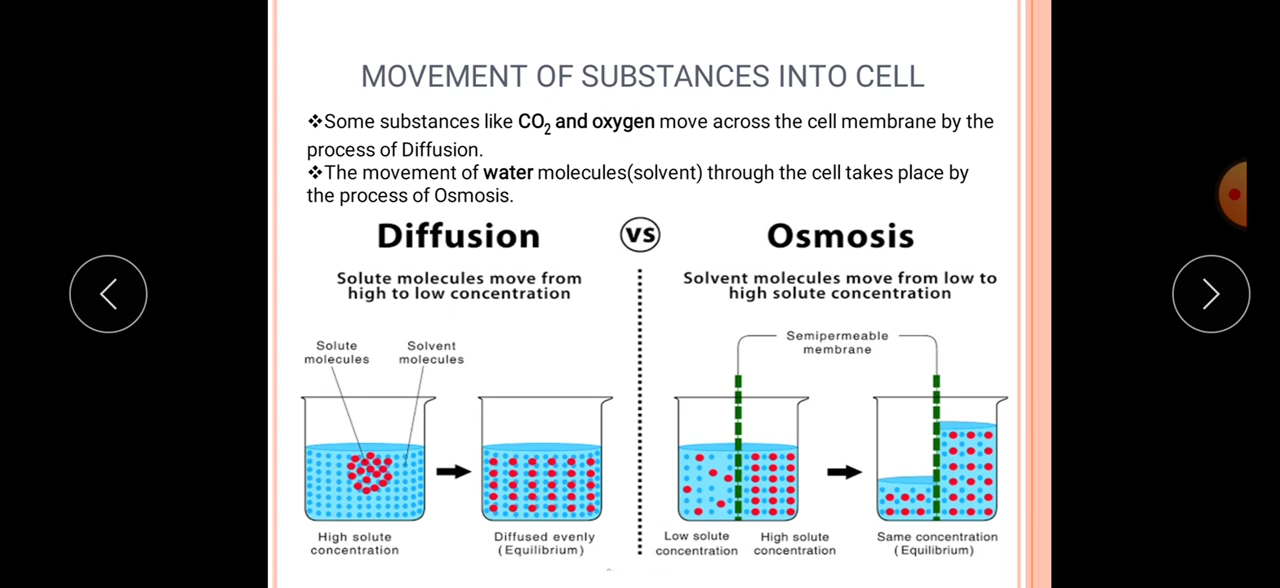 MOVEMENT OF SUBSTANCES INTO CELL
❖Some substances like CO₂ and oxygen move across the cell membrane by the
process of Diffusion.
❖The movement of water molecules(solvent) through the cell takes place by
the process of Osmosis.
Diffusion VS Osmosis
Solute molecules move from
high to low concentration
Solvent molecules move from low to
high solute concentration
Solute
molecules
Solvent
molecules
Semipermeable
membrane
High solute
concentration
Diffused evenly
(Equilibrium)
Low solute
concentration
High solute
concentration
Same concentration
(Equilibrium)